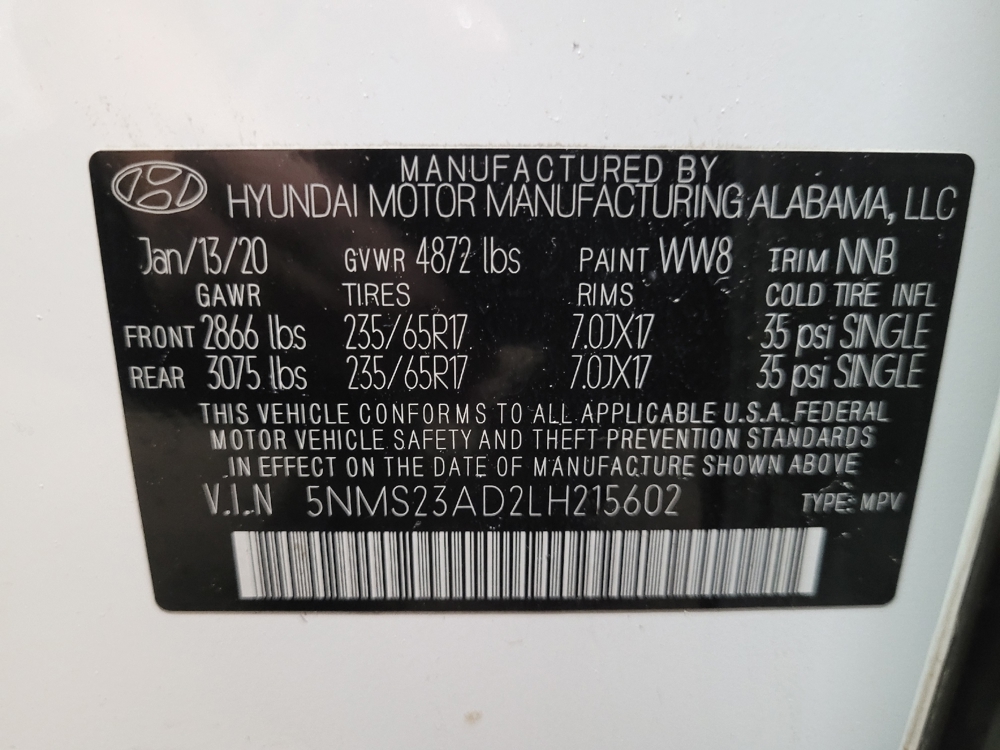 MANUFACTURED BY
HYUNDAI MOTOR MANUFACTURING ALABAMA, LLC
Jan/13/20 GVWR 4872 lbs PAINT WW8 TRIM NNB
GAWR TIRES RIMS COLD TIRE INFL
FRONT 2866 lbs 235/65R17 7.0JX17 35 psi SINGLE
REAR 3075 lbs 235/65R17 7.0JX17 35 psi SINGLE
THIS VEHICLE CONFORMS TO ALL APPLICABLE U.S.A. FEDERAL
MOTOR VEHICLE SAFETY AND THEFT PREVENTION STANDARDS
IN EFFECT ON THE DATE OF MANUFACTURE SHOWN ABOVE
V.I.N 5NMS23AD2LH215602 TYPE: MPV